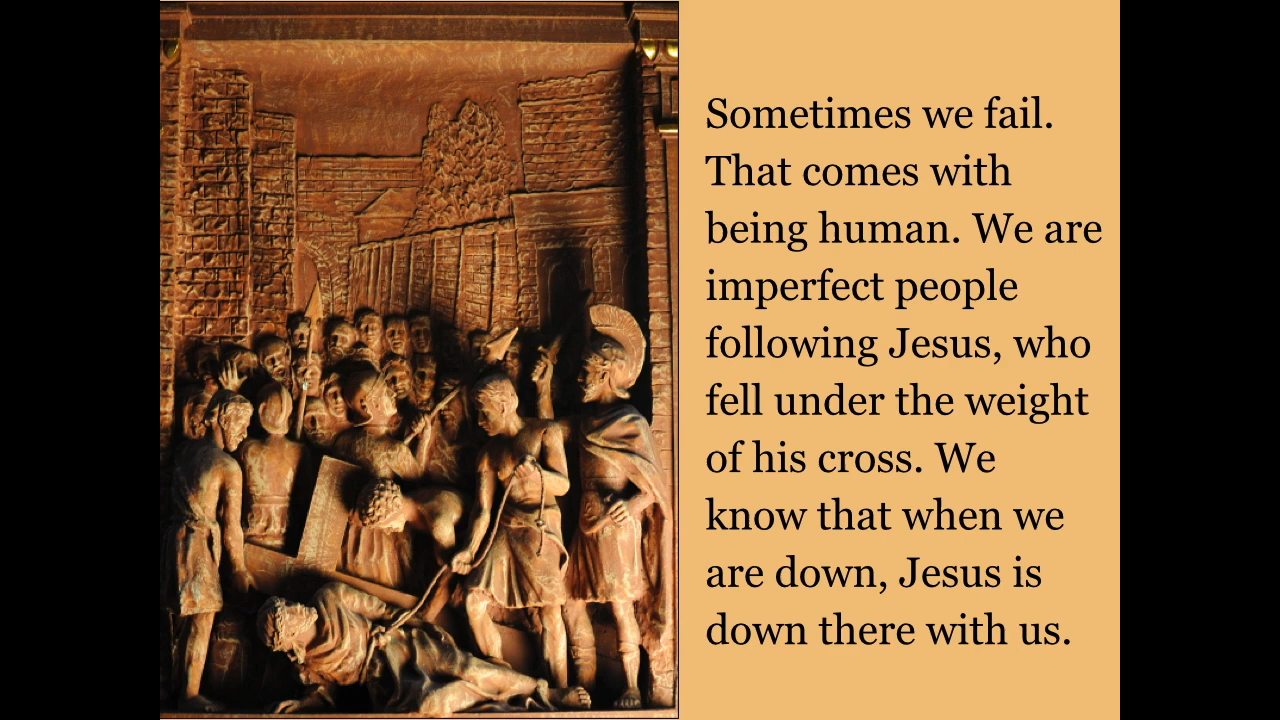 Sometimes we fail.
That comes with
being human. We are
imperfect people
following Jesus, who
fell under the weight
of his cross. We
know that when we
are down, Jesus is
down there with us.